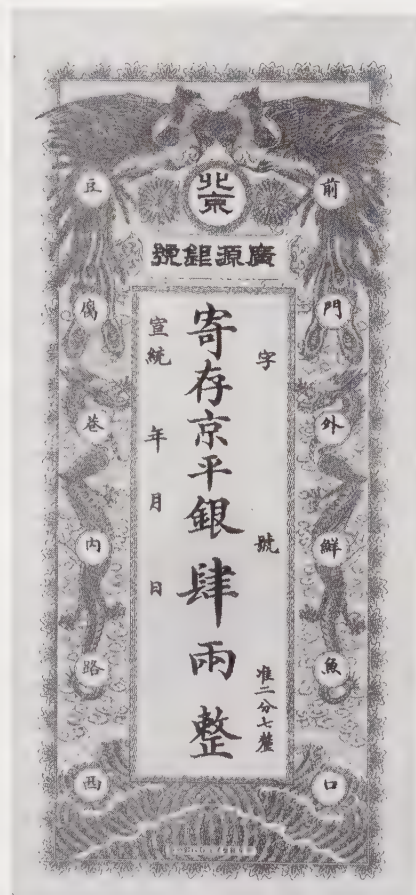 北京
廣源銀號
前門外鮮魚口
豆腐巷內路西
字 號
准二分七釐
寄存京平銀肆兩整
宣統 年 月 日